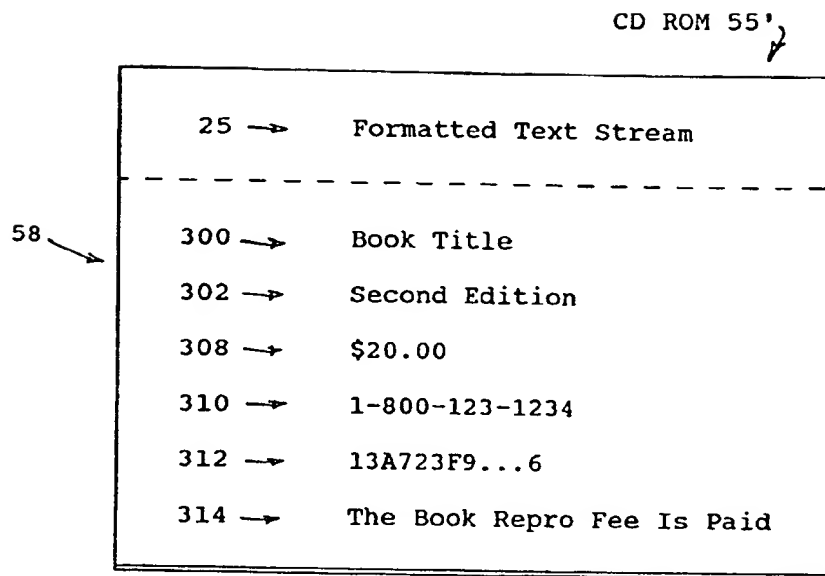 CD ROM 55'
25 Formatted Text Stream
58
300 Book Title
302 Second Edition
308 $20.00
310 1-800-123-1234
312 13A723F9...6
314 The Book Repro Fee Is Paid